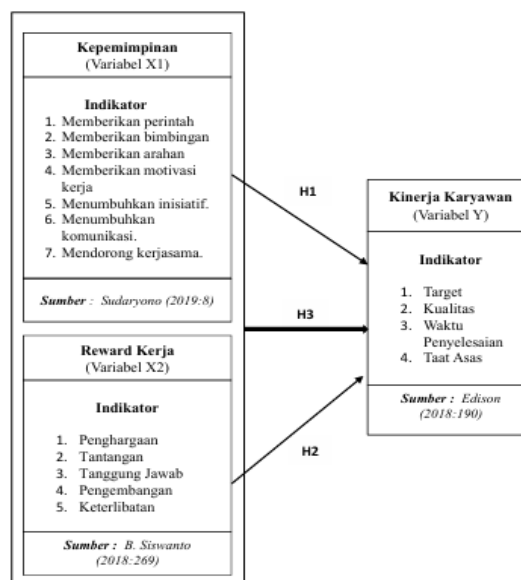 Kepemimpinan
(Variabel X1)
Indikator
1. Memberikan perintah
2. Memberikan bimbingan
3. Memberikan arahan
4. Memberikan motivasi
kerja
5. Menumbuhkan inisiatif.
6. Menumbuhkan
komunikasi.
7. Mendorong kerjasama.
Sumber : Sudaryono (2019:8)
Reward Kerja
(Variabel X2)
Indikator
1. Penghargaan
2. Tantangan
3. Tanggung Jawab
4. Pengembangan
5. Keterlibatan
Sumber : B. Siswanto
(2018:269)
H1
H3
H2
Kinerja Karyawan
(Variabel Y)
Indikator
1. Target
2. Kualitas
3. Waktu
Penyelesaian
4. Taat Asas
Sumber : Edison
(2018:190)